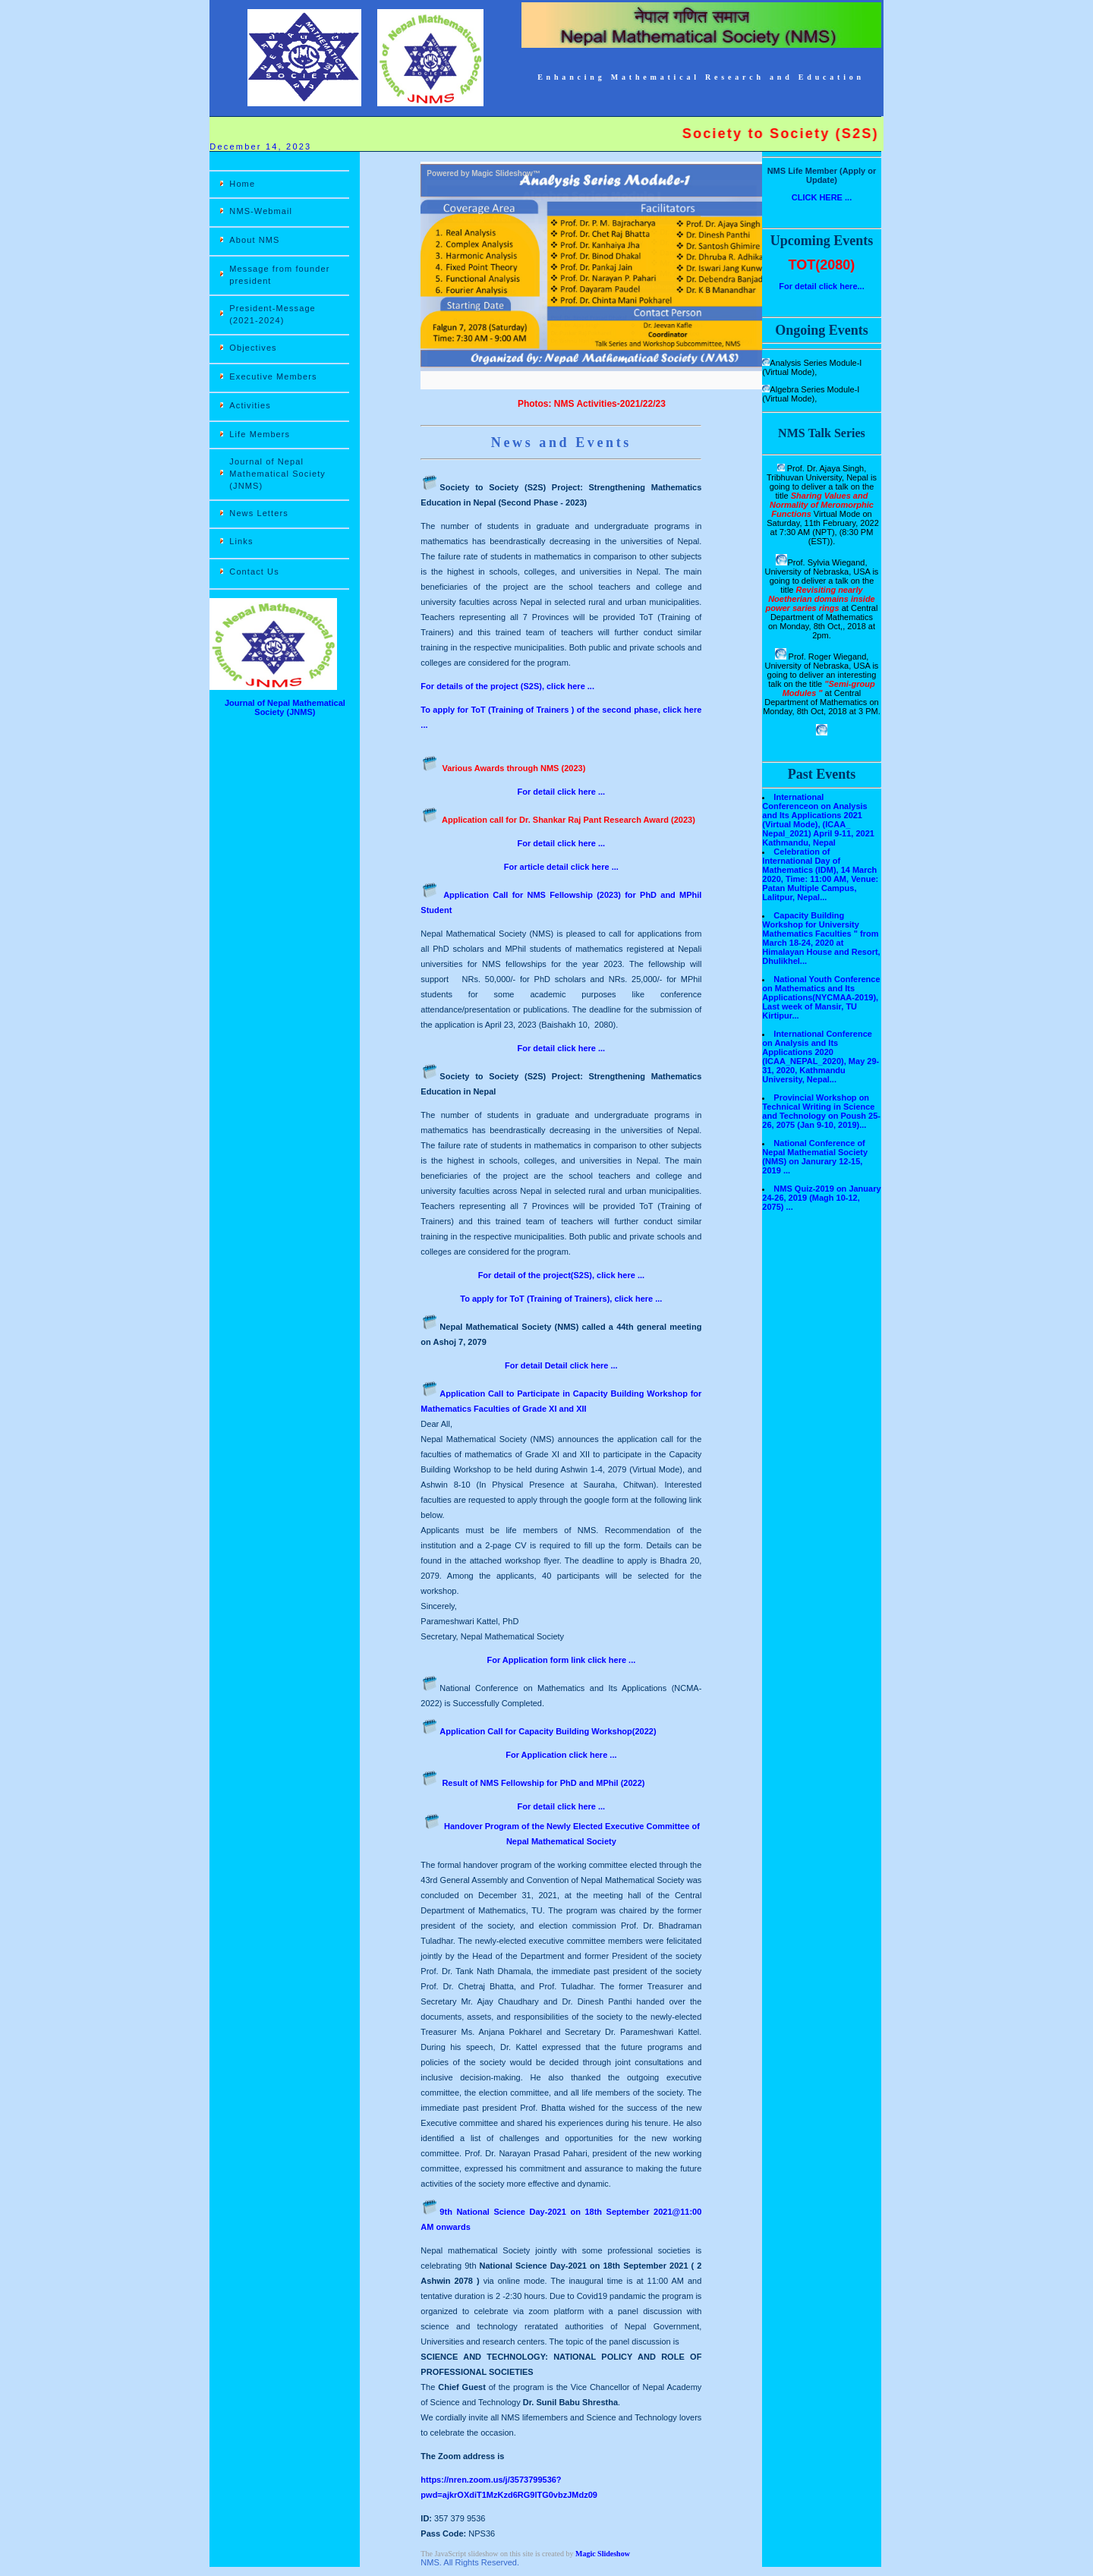 नेपाल गणित समाज
Nepal Mathematical Society (NMS)
Enhancing Mathematical Research and Education
Journal of Nepal Mathematical Society
JNMS
Society to Society (S2S)
December 14, 2023
Home
NMS-Webmail
About NMS
Message from founder
president
President-Message
(2021-2024)
Objectives
Executive Members
Activities
Life Members
Journal of Nepal
Mathematical Society
(JNMS)
News Letters
Links
Contact Us
Journal of Nepal Mathematical Society
JNMS
Journal of Nepal Mathematical
Society (JNMS)
Powered by Magic Slideshow™
Analysis Series Module-1
Coverage Area
1. Real Analysis
2. Complex Analysis
3. Harmonic Analysis
4. Fixed Point Theory
5. Functional Analysis
6. Fourier Analysis
Starting Date
Falgun 7, 2078 (Saturday)
Time: 7:30 AM - 09:00 AM
Facilitators
Prof. Dr. P. M. Bajracharya
Prof. Dr. Chet Raj Bhatta
Prof. Dr. Kanhaiya Jha
Prof. Dr. Binod Dhakal
Prof. Dr. Pankaj Jain
Prof. Dr. Narayan P. Pahari
Prof. Dayaram Paudel
Prof. Dr. Chinta Mani Pokharel
Prof. Dr. Ajaya Singh
Dr. Dinesh Panthi
Dr. Santosh Ghimire
Dr. Dhruba R. Adhika
Dr. Iswari Jang Kunw
Dr. Debendra Banjad
Dr. K B Manandhar
Contact Person
Dr. Jeevan Kafle
Coordinator
Talk Series and Workshop Subcommittee, NMS
Organized by: Nepal Mathematical Society (NMS)
Photos: NMS Activities-2021/22/23
News and Events
Society to Society (S2S) Project: Strengthening Mathematics
Education in Nepal (Second Phase - 2023)
The number of students in graduate and undergraduate programs in
mathematics has beendrastically decreasing in the universities of Nepal.
The failure rate of students in mathematics in comparison to other subjects
is the highest in schools, colleges, and universities in Nepal. The main
beneficiaries of the project are the school teachers and college and
university faculties across Nepal in selected rural and urban municipalities.
Teachers representing all 7 Provinces will be provided ToT (Training of
Trainers) and this trained team of teachers will further conduct similar
training in the respective municipalities. Both public and private schools and
colleges are considered for the program.
For details of the project (S2S), click here ...
To apply for ToT (Training of Trainers ) of the second phase, click here
...
Various Awards through NMS (2023)
For detail click here ...
Application call for Dr. Shankar Raj Pant Research Award (2023)
For detail click here ...
For article detail click here ...
Application Call for NMS Fellowship (2023) for PhD and MPhil
Student
Nepal Mathematical Society (NMS) is pleased to call for applications from
all PhD scholars and MPhil students of mathematics registered at Nepali
universities for NMS fellowships for the year 2023. The fellowship will
support NRs. 50,000/- for PhD scholars and NRs. 25,000/- for MPhil
students for some academic purposes like conference
attendance/presentation or publications. The deadline for the submission of
the application is April 23, 2023 (Baishakh 10, 2080).
For detail click here ...
Society to Society (S2S) Project: Strengthening Mathematics
Education in Nepal
The number of students in graduate and undergraduate programs in
mathematics has beendrastically decreasing in the universities of Nepal.
The failure rate of students in mathematics in comparison to other subjects
is the highest in schools, colleges, and universities in Nepal. The main
beneficiaries of the project are the school teachers and college and
university faculties across Nepal in selected rural and urban municipalities.
Teachers representing all 7 Provinces will be provided ToT (Training of
Trainers) and this trained team of teachers will further conduct similar
training in the respective municipalities. Both public and private schools and
colleges are considered for the program.
For detail of the project(S2S), click here ...
To apply for ToT (Training of Trainers), click here ...
Nepal Mathematical Society (NMS) called a 44th general meeting
on Ashoj 7, 2079
For detail Detail click here ...
Application Call to Participate in Capacity Building Workshop for
Mathematics Faculties of Grade XI and XII
Dear All,
Nepal Mathematical Society (NMS) announces the application call for the
faculties of mathematics of Grade XI and XII to participate in the Capacity
Building Workshop to be held during Ashwin 1-4, 2079 (Virtual Mode), and
Ashwin 8-10 (In Physical Presence at Sauraha, Chitwan). Interested
faculties are requested to apply through the google form at the following link
below.
Applicants must be life members of NMS. Recommendation of the
institution and a 2-page CV is required to fill up the form. Details can be
found in the attached workshop flyer. The deadline to apply is Bhadra 20,
2079. Among the applicants, 40 participants will be selected for the
workshop.
Sincerely,
Parameshwari Kattel, PhD
Secretary, Nepal Mathematical Society
For Application form link click here ...
National Conference on Mathematics and Its Applications (NCMA-
2022) is Successfully Completed.
Application Call for Capacity Building Workshop(2022)
For Application click here ...
Result of NMS Fellowship for PhD and MPhil (2022)
For detail click here ...
Handover Program of the Newly Elected Executive Committee of
Nepal Mathematical Society
The formal handover program of the working committee elected through the
43rd General Assembly and Convention of Nepal Mathematical Society was
concluded on December 31, 2021, at the meeting hall of the Central
Department of Mathematics, TU. The program was chaired by the former
president of the society, and election commission Prof. Dr. Bhadraman
Tuladhar. The newly-elected executive committee members were felicitated
jointly by the Head of the Department and former President of the society
Prof. Dr. Tank Nath Dhamala, the immediate past president of the society
Prof. Dr. Chetraj Bhatta, and Prof. Tuladhar. The former Treasurer and
Secretary Mr. Ajay Chaudhary and Dr. Dinesh Panthi handed over the
documents, assets, and responsibilities of the society to the newly-elected
Treasurer Ms. Anjana Pokharel and Secretary Dr. Parameshwari Kattel.
During his speech, Dr. Kattel expressed that the future programs and
policies of the society would be decided through joint consultations and
inclusive decision-making. He also thanked the outgoing executive
committee, the election committee, and all life members of the society. The
immediate past president Prof. Bhatta wished for the success of the new
Executive committee and shared his experiences during his tenure. He also
identified a list of challenges and opportunities for the new working
committee. Prof. Dr. Narayan Prasad Pahari, president of the new working
committee, expressed his commitment and assurance to making the future
activities of the society more effective and dynamic.
9th National Science Day-2021 on 18th September 2021@11:00
AM onwards
Nepal mathematical Society jointly with some professional societies is
celebrating 9th National Science Day-2021 on 18th September 2021 ( 2
Ashwin 2078 ) via online mode. The inaugural time is at 11:00 AM and
tentative duration is 2 -2:30 hours. Due to Covid19 pandamic the program is
organized to celebrate via zoom platform with a panel discussion with
science and technology reratated authorities of Nepal Government,
Universities and research centers. The topic of the panel discussion is
SCIENCE AND TECHNOLOGY: NATIONAL POLICY AND ROLE OF
PROFESSIONAL SOCIETIES
The Chief Guest of the program is the Vice Chancellor of Nepal Academy
of Science and Technology Dr. Sunil Babu Shrestha.
We cordially invite all NMS lifemembers and Science and Technology lovers
to celebrate the occasion.
The Zoom address is
https://nren.zoom.us/j/3573799536?
pwd=ajkrOXdiT1MzKzd6RG9ITG0vbzJMdz09
ID: 357 379 9536
Pass Code: NPS36
The JavaScript slideshow on this site is created by Magic Slideshow
NMS. All Rights Reserved.
NMS Life Member (Apply or
Update)
CLICK HERE ...
Upcoming Events
TOT(2080)
For detail click here...
Ongoing Events
Analysis Series Module-I
(Virtual Mode),
Algebra Series Module-I
(Virtual Mode),
NMS Talk Series
Prof. Dr. Ajaya Singh,
Tribhuvan University, Nepal is
going to deliver a talk on the
title Sharing Values and
Normality of Meromorphic
Functions Virtual Mode on
Saturday, 11th February, 2022
at 7:30 AM (NPT), (8:30 PM
(EST)).
Prof. Sylvia Wiegand,
University of Nebraska, USA is
going to deliver a talk on the
title Revisiting nearly
Noetherian domains inside
power saries rings at Central
Department of Mathematics
on Monday, 8th Oct,, 2018 at
2pm.
Prof. Roger Wiegand,
University of Nebraska, USA is
going to deliver an interesting
talk on the title "Semi-group
Modules " at Central
Department of Mathematics on
Monday, 8th Oct, 2018 at 3 PM.
Past Events
International
Conferenceon on Analysis
and Its Applications 2021
(Virtual Mode), (ICAA_
Nepal_2021) April 9-11, 2021
Kathmandu, Nepal
Celebration of
International Day of
Mathematics (IDM), 14 March
2020, Time: 11:00 AM, Venue:
Patan Multiple Campus,
Lalitpur, Nepal...
Capacity Building
Workshop for University
Mathematics Faculties " from
March 18-24, 2020 at
Himalayan House and Resort,
Dhulikhel...
National Youth Conference
on Mathematics and Its
Applications(NYCMAA-2019),
Last week of Mansir, TU
Kirtipur...
International Conference
on Analysis and Its
Applications 2020
(ICAA_NEPAL_2020), May 29-
31, 2020, Kathmandu
University, Nepal...
Provincial Workshop on
Technical Writing in Science
and Technology on Poush 25-
26, 2075 (Jan 9-10, 2019)...
National Conference of
Nepal Mathematial Society
(NMS) on Janurary 12-15,
2019 ...
NMS Quiz-2019 on January
24-26, 2019 (Magh 10-12,
2075) ...